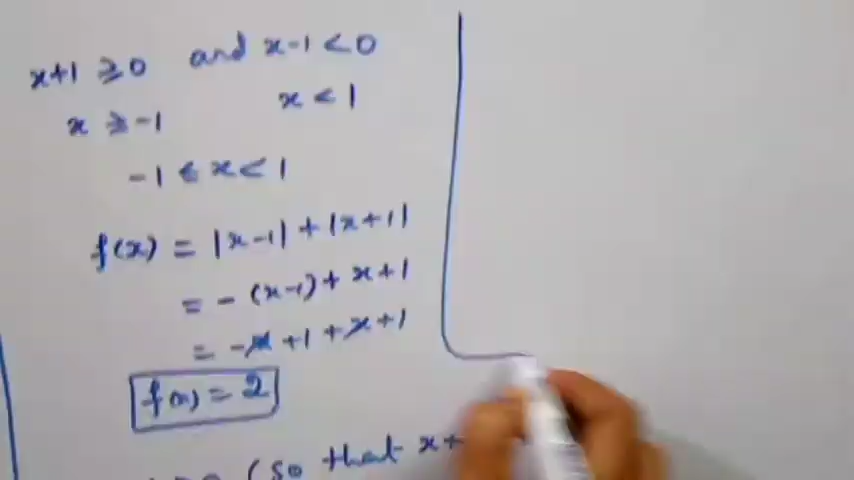 x+1 ≥ 0 and x-1 < 0
x ≥ -1 x < 1
-1 ≤ x < 1
f(x) = |x-1| + |x+1|
= -(x-1) + x+1
= -x + 1 + x + 1
f(x) = 2
(so that x+